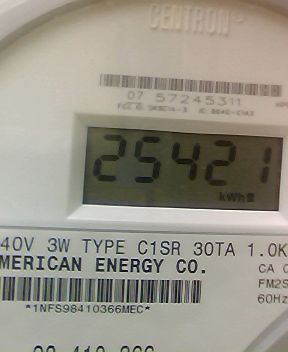 CENTRON®
07 57245311
25421
kWh
40V 3W TYPE C1SR 30TA 1.0K
MERICAN ENERGY CO.
CA 0
FM2S
60Hz
*1NFS98410366MEC*